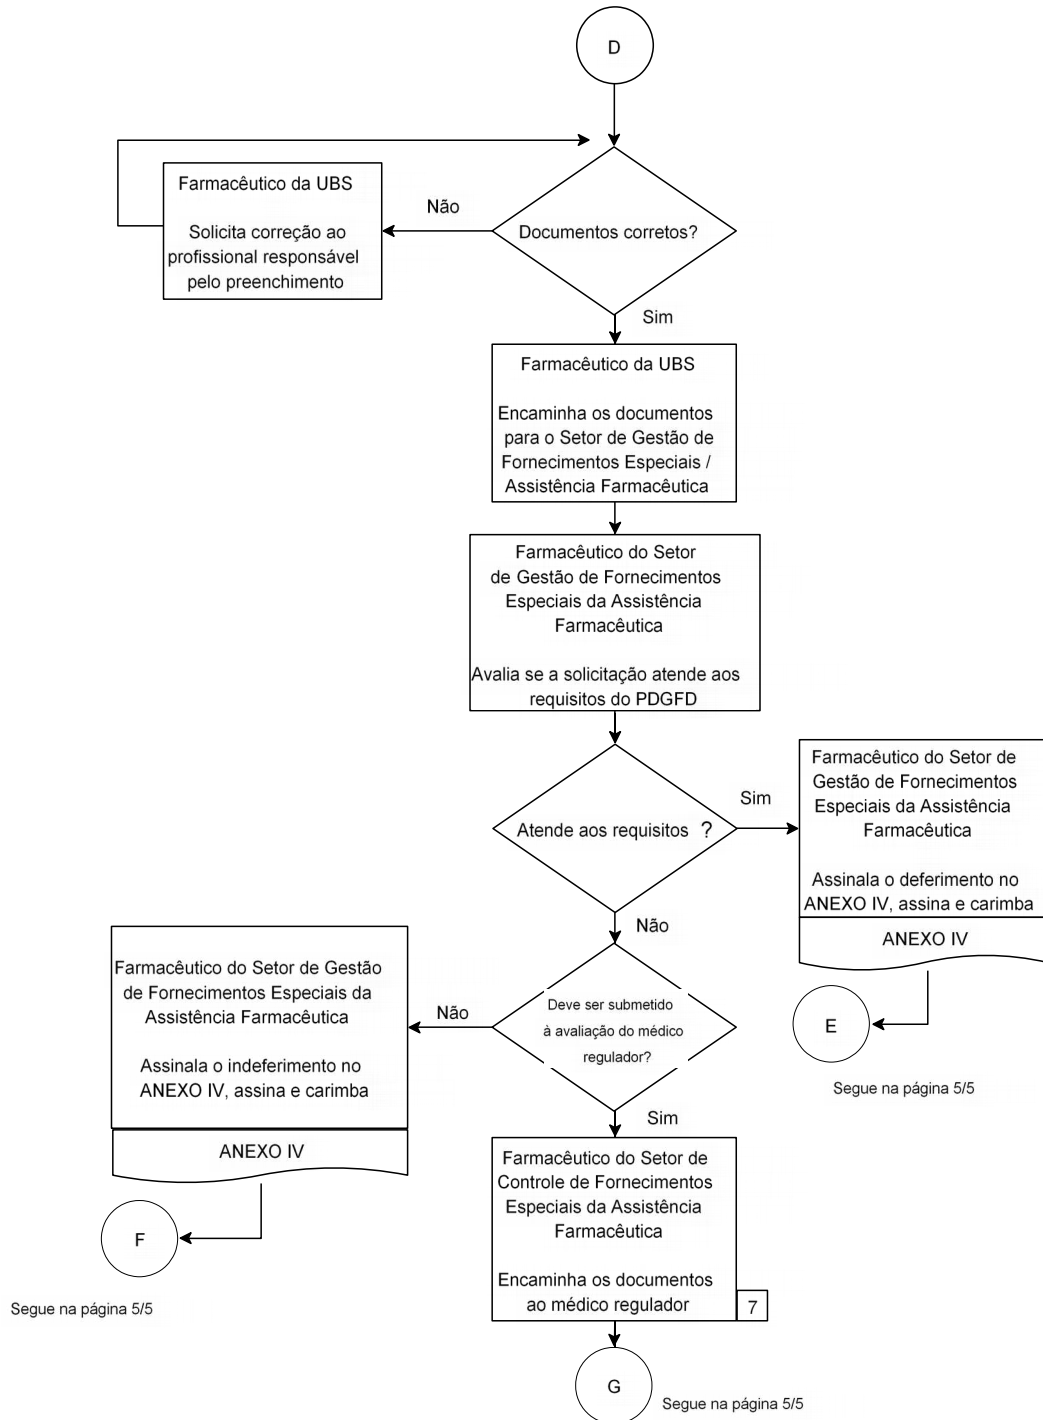 D
Farmacêutico da UBS
Solicita correção ao
profissional responsável
pelo preenchimento
Não
Documentos corretos?
Sim
Farmacêutico da UBS
Encaminha os documentos
para o Setor de Gestão de
Fornecimentos Especiais /
Assistência Farmacêutica
Farmacêutico do Setor
de Gestão de Fornecimentos
Especiais da Assistência
Farmacêutica
Avalia se a solicitação atende aos
requisitos do PDGFD
Atende aos requisitos ?
Sim
Farmacêutico do Setor de
Gestão de Fornecimentos
Especiais da Assistência
Farmacêutica
Assinala o deferimento no
ANEXO IV, assina e carimba
ANEXO IV
E
Segue na página 5/5
Não
Deve ser submetido
à avaliação do médico
regulador?
Não
Farmacêutico do Setor de Gestão
de Fornecimentos Especiais da
Assistência Farmacêutica
Assinala o indeferimento no
ANEXO IV, assina e carimba
ANEXO IV
F
Segue na página 5/5
Sim
Farmacêutico do Setor de
Controle de Fornecimentos
Especiais da Assistência
Farmacêutica
Encaminha os documentos
ao médico regulador
7
G
Segue na página 5/5